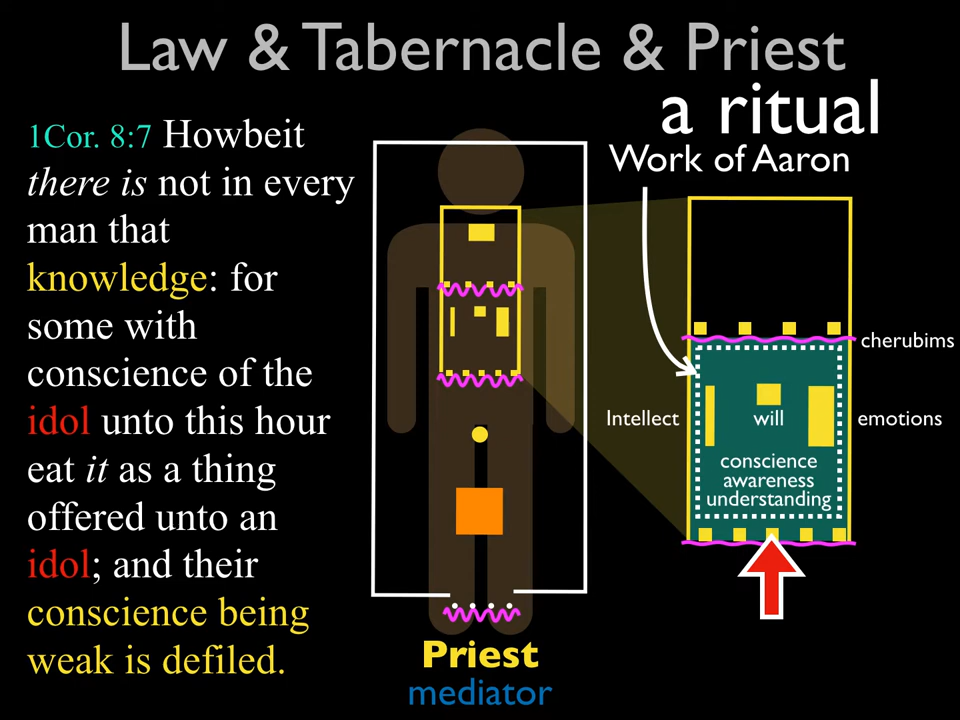 Law & Tabernacle & Priest
a ritual
Work of Aaron
1Cor. 8:7 Howbeit
there is not in every
man that
knowledge: for
some with
conscience of the
idol unto this hour
eat it as a thing
offered unto an
idol; and their
conscience being
weak is defiled.
cherubims
Intellect
will
emotions
conscience
awareness
understanding
Priest
mediator